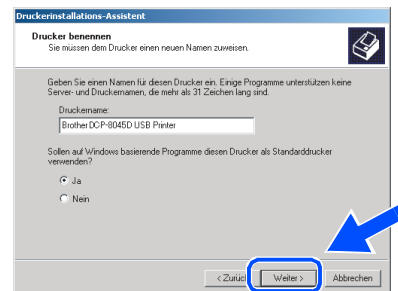 Druckerinstallations-Assistent
Drucker benennen
Sie müssen dem Drucker einen neuen Namen zuweisen.
Geben Sie einen Namen für diesen Drucker ein. Einige Programme unterstützen keine
Server- und Druckernamen, die mehr als 31 Zeichen lang sind.
Druckername:
Brother DCP-8045D USB Printer
Sollen auf Windows basierende Programme diesen Drucker als Standarddrucker
verwenden?
Ja
Nein
< Zurück Weiter > Abbrechen